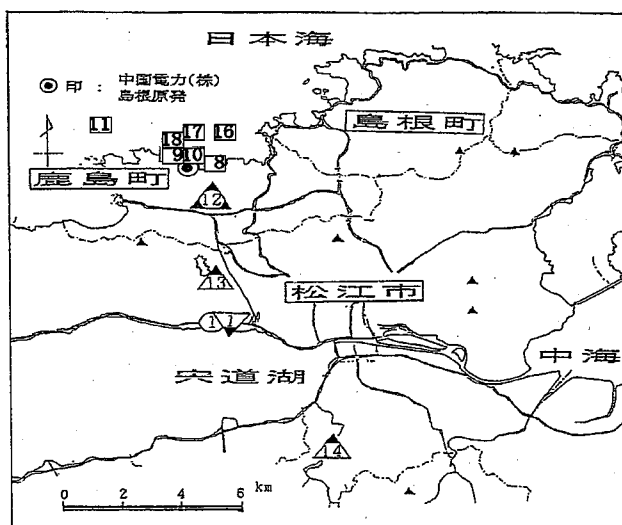 日本海
印 : 中国電力(株)
島根原発
11
17
16
18
島根町
9
10
8
鹿島町
12
13
松江市
1
1
中海
宍道湖
14
0 2 4 6 km